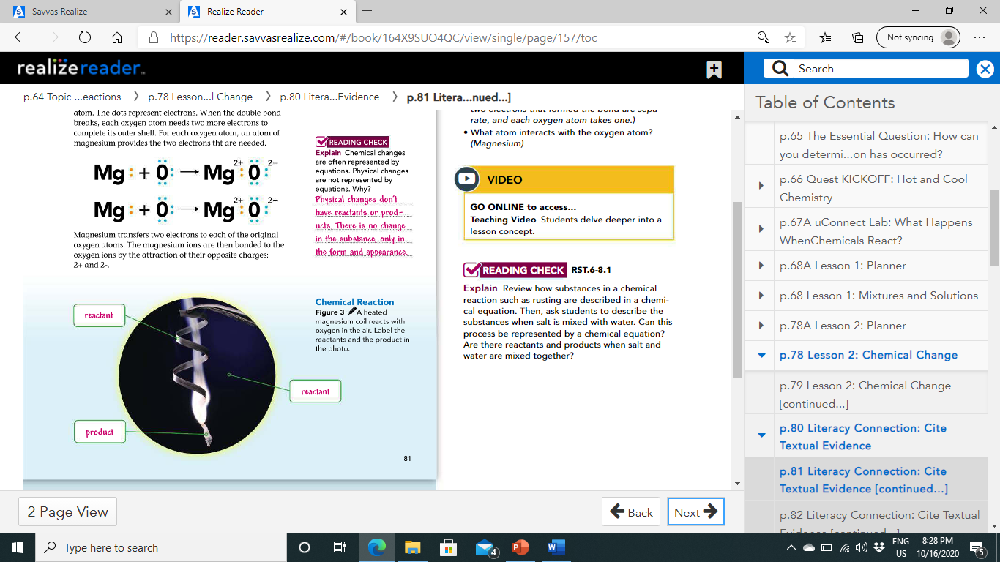 Savvas Realize
Realize Reader
https://reader.savvasrealize.com/#/book/164X9SUO4QC/view/single/page/157/toc
Not syncing
realizereader
Search
p.64 Topic ...eactions
p.78 Lesson...l Change
p.80 Litera...Evidence
p.81 Litera...nued...]
atom. The dots represent electrons. When the double bond
breaks, each oxygen atom needs two more electrons to
complete its outer shell. For each oxygen atom, an atom of
magnesium provides the two electrons tht are needed.
Mg : + O : → Mg 2+ : O : 2–
Mg : + O : → Mg 2+ : O : 2–
Magnesium transfers two electrons to each of the original
oxygen atoms. The magnesium ions are then bonded to the
oxygen ions by the attraction of their opposite charges:
2+ and 2-.
READING CHECK
Explain Chemical changes
are often represented by
equations. Physical changes
are not represented by
equations. Why?
Physical changes don't
have reactants or prod-
ucts. There is no change
in the substance, only in
the form and appearance.
reactant
reactant
product
Chemical Reaction
Figure 3 A heated
magnesium coil reacts with
oxygen in the air. Label the
reactants and the product in
the photo.
81
two electrons that formed the bond are sepa-
rate, and each oxygen atom takes one.)
• What atom interacts with the oxygen atom?
(Magnesium)
VIDEO
GO ONLINE to access...
Teaching Video Students delve deeper into a
lesson concept.
READING CHECK RST.6-8.1
Explain Review how substances in a chemical
reaction such as rusting are described in a chemi-
cal equation. Then, ask students to describe the
substances when salt is mixed with water. Can this
process be represented by a chemical equation?
Are there reactants and products when salt and
water are mixed together?
Table of Contents
p.65 The Essential Question: How can
you determi...on has occurred?
p.66 Quest KICKOFF: Hot and Cool
Chemistry
p.67A uConnect Lab: What Happens
WhenChemicals React?
p.68A Lesson 1: Planner
p.68 Lesson 1: Mixtures and Solutions
p.78A Lesson 2: Planner
p.78 Lesson 2: Chemical Change
p.79 Lesson 2: Chemical Change
[continued...]
p.80 Literacy Connection: Cite
Textual Evidence
p.81 Literacy Connection: Cite
Textual Evidence [continued...]
p.82 Literacy Connection: Cite Textual
Evidence [continued...]
2 Page View
Back
Next
Type here to search
4
ENG
US
8:28 PM
10/16/2020
5